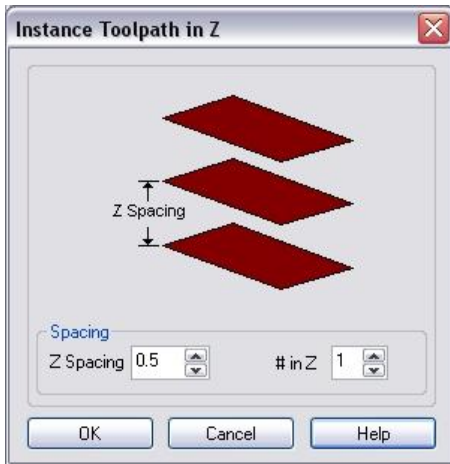 Instance Toolpath in Z
Z Spacing
Spacing
Z Spacing 0.5 # in Z 1
OK Cancel Help